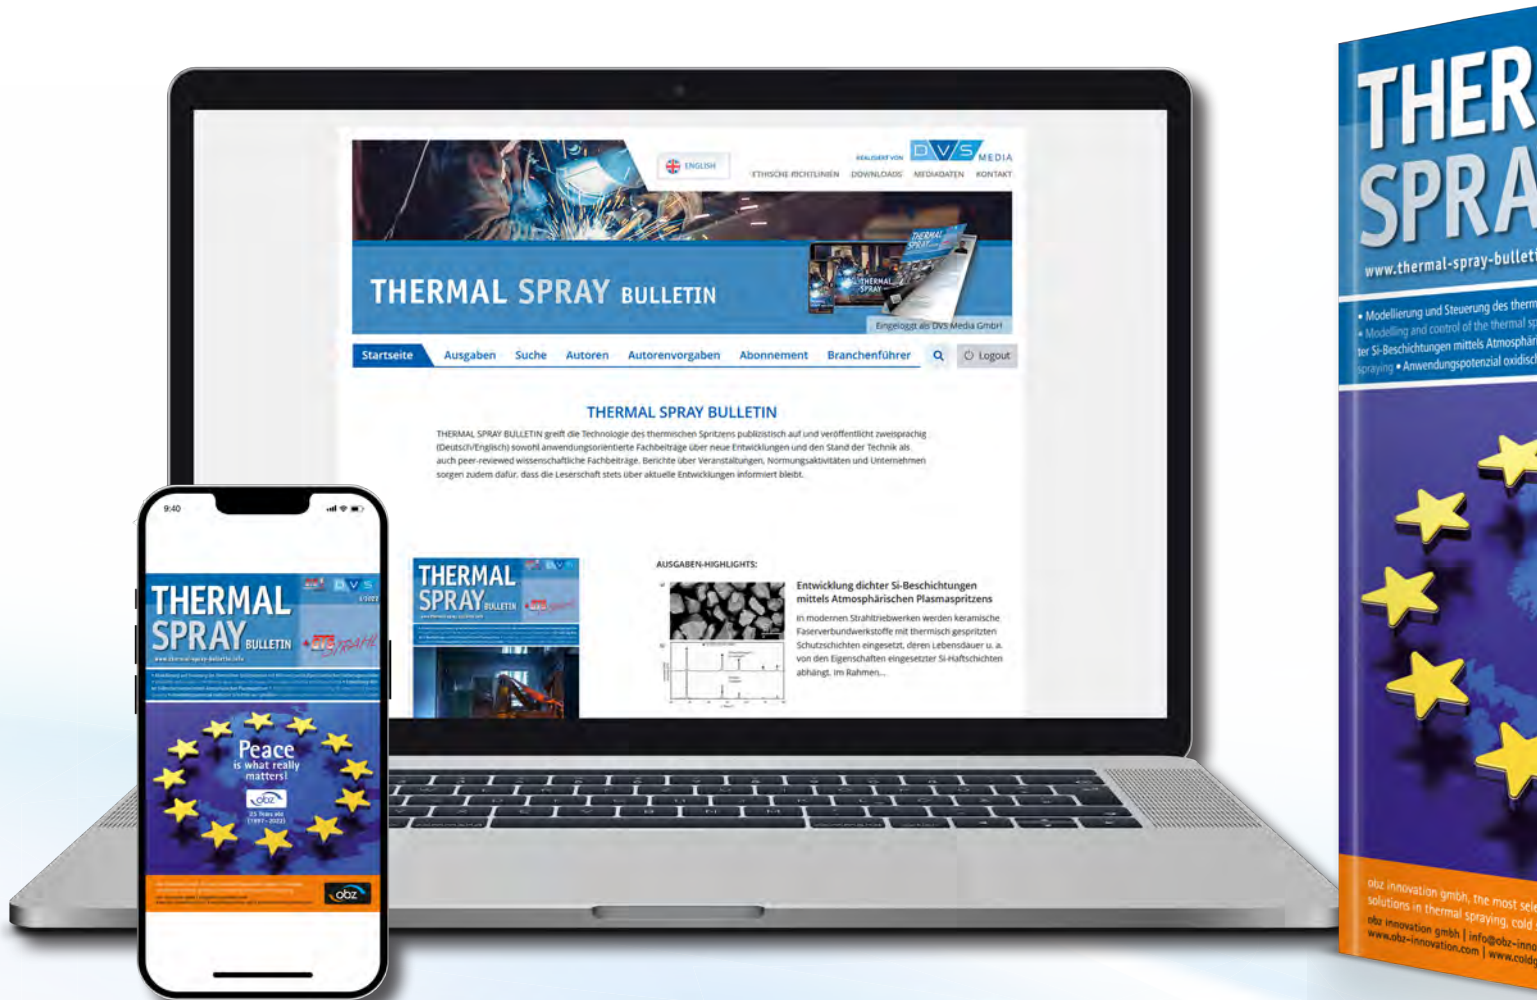 ENGLISH
REALISIERT VON
DVS MEDIA
ETHISCHE RICHTLINIEN DOWNLOADS MEDIADATEN KONTAKT
THERMAL SPRAY BULLETIN
THERMAL
SPRAY
Eingeloggt als DVS Media GmbH
Startseite Ausgaben Suche Autoren Autorenvorgaben Abonnement Branchenführer Logout
THERMAL SPRAY BULLETIN
THERMAL SPRAY BULLETIN greift die Technologie des thermischen Spritzens publizistisch auf und veröffentlicht zweisprachig
(Deutsch/Englisch) sowohl anwendungsorientierte Fachbeiträge über neue Entwicklungen und den Stand der Technik als
auch peer-reviewed wissenschaftliche Fachbeiträge. Berichte über Veranstaltungen, Normungsaktivitäten und Unternehmen
sorgen zudem dafür, dass die Leserschaft stets über aktuelle Entwicklungen informiert bleibt.
THERMAL
SPRAY BULLETIN
AUSGABEN-HIGHLIGHTS:
Entwicklung dichter Si-Beschichtungen
mittels Atmosphärischen Plasmaspritzens
In modernen Strahltriebwerken werden keramische
Faserverbundwerkstoffe mit thermisch gespritzten
Schutzschichten eingesetzt, deren Lebensdauer u. a.
von den Eigenschaften eingesetzter Si-Haftschichten
abhängt. Im Rahmen...
9:40
DVS
THERMAL
SPRAY BULLETIN
www.thermal-spray-bulletin.info
Peace
is what really
matters!
obz
25 Years obz
(1997–2022)
obz
THER
SPRA
www.thermal-spray-bulleti
• Modellierung und Steuerung des therm
• Modelling and control of the thermal sp
ter Si-Beschichtungen mittels Atmosphäri
spraying • Anwendungspotenzial oxidisch
obz innovation gmbh, the most sele
solutions in thermal spraying, cold s
obz innovation gmbh | info@obz-inno
www.obz-innovation.com | www.coldg